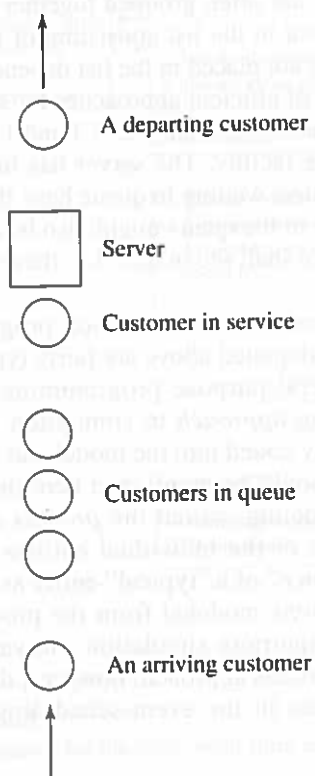 A departing customer
Server
Customer in service
Customers in queue
An arriving customer